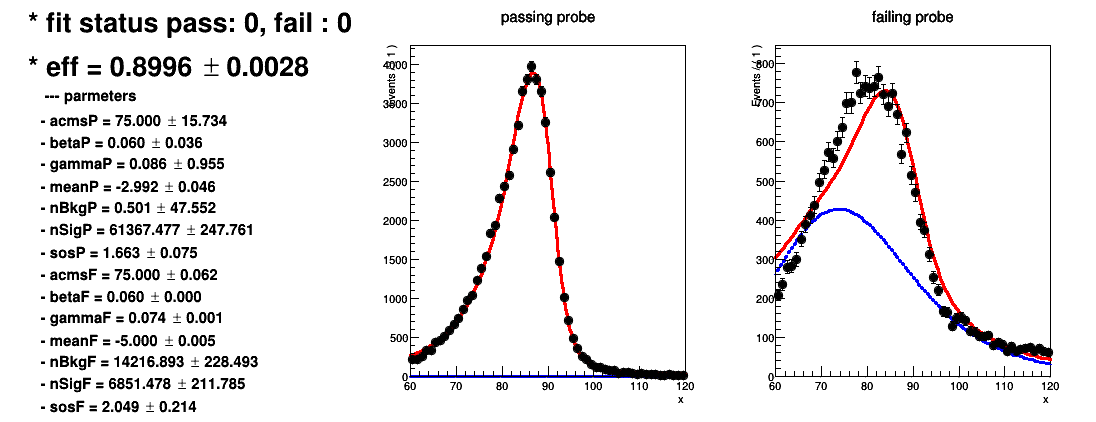 * fit status pass: 0, fail : 0
* eff = 0.8996 ± 0.0028
--- parmeters
- acmsP = 75.000 ± 15.734
- betaP = 0.060 ± 0.036
- gammaP = 0.086 ± 0.955
- meanP = -2.992 ± 0.046
- nBkgP = 0.501 ± 47.552
- nSigP = 61367.477 ± 247.761
- sosP = 1.663 ± 0.075
- acmsF = 75.000 ± 0.062
- betaF = 0.060 ± 0.000
- gammaF = 0.074 ± 0.001
- meanF = -5.000 ± 0.005
- nBkgF = 14216.893 ± 228.493
- nSigF = 6851.478 ± 211.785
- sosF = 2.049 ± 0.214
passing probe
Events / ( 1 )
4000
3500
3000
2500
2000
1500
1000
500
0
60 70 80 90 100 110 120
x
failing probe
Events / ( 1 )
800
700
600
500
400
300
200
100
0
60 70 80 90 100 110 120
x